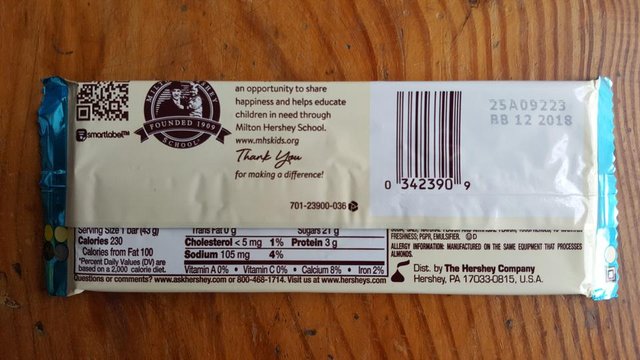 MILTON HERSHEY
FOUNDED 1909
SCHOOL
smartlabel™
an opportunity to share
happiness and helps educate
children in need through
Milton Hershey School.
www.mhskids.org
Thank You
for making a difference!
701-23900-036
25A09223
BB 12 2018
0 342390 9
Serving Size 1 bar (43 g)
Calories 230
Calories from Fat 100
*Percent Daily Values (DV) are
based on a 2,000 calorie diet.
Trans Fat 0 g Sugars 21 g
Cholesterol < 5 mg 1% Protein 3 g
Sodium 105 mg 4%
Vitamin A 0% • Vitamin C 0% • Calcium 8% • Iron 2%
Questions or comments? www.askhershey.com or 800-468-1714. Visit us at www.hersheys.com
FRESHNESS; PGPR, EMULSIFIER.
ALLERGY INFORMATION: MANUFACTURED ON THE SAME EQUIPMENT THAT PROCESSES
ALMONDS.
Dist. by The Hershey Company
Hershey, PA 17033-0815, U.S.A.